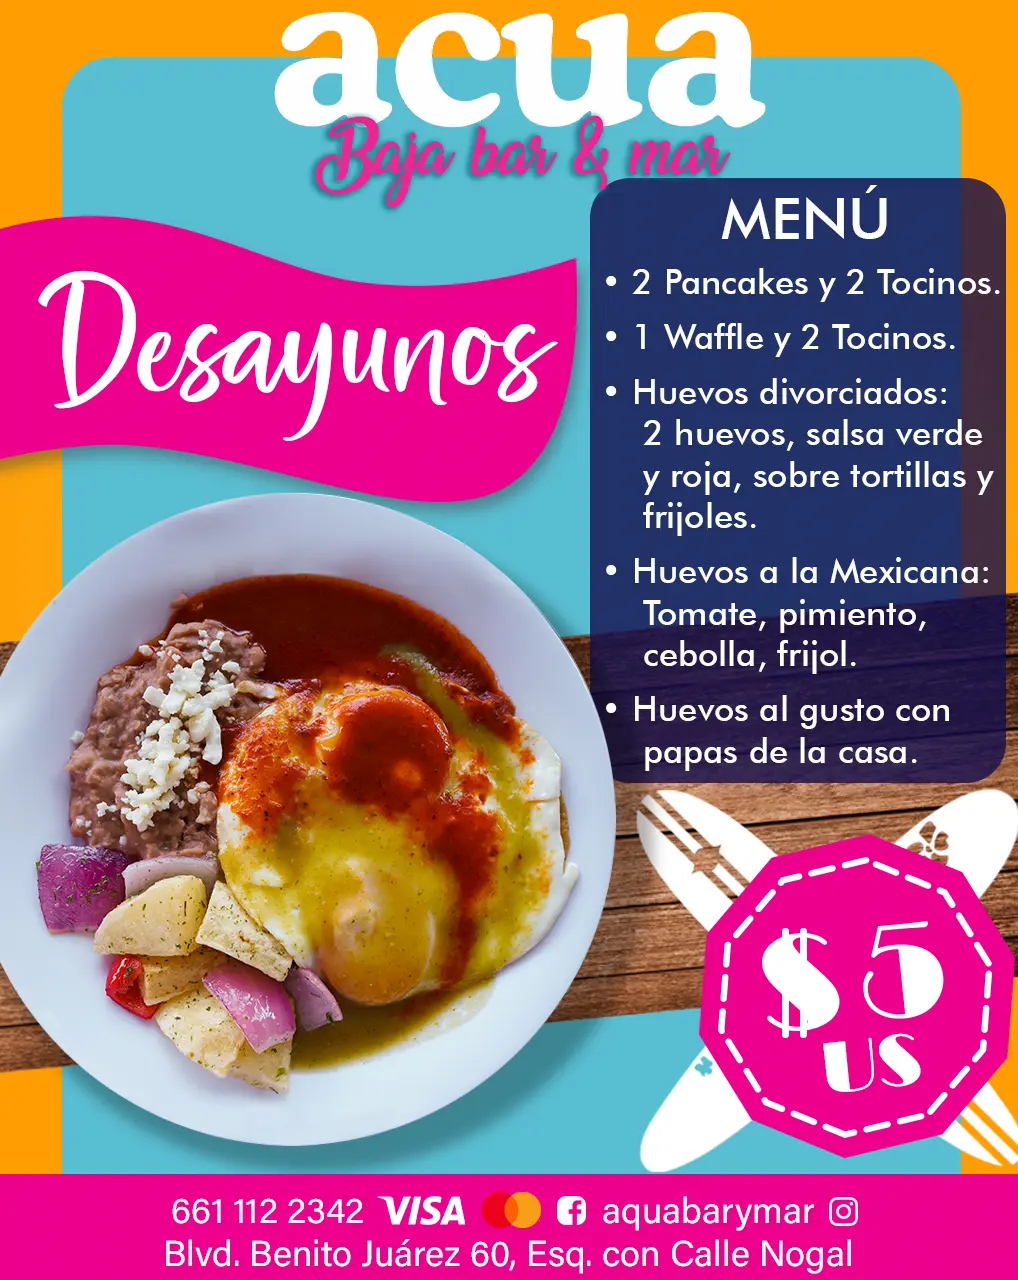 acua
Baja bar & mar
Desayunos
MENÚ
• 2 Pancakes y 2 Tocinos.
• 1 Waffle y 2 Tocinos.
• Huevos divorciados:
2 huevos, salsa verde
y roja, sobre tortillas y
frijoles.
• Huevos a la Mexicana:
Tomate, pimiento,
cebolla, frijol.
• Huevos al gusto con
papas de la casa.
$5
US
661 112 2342 VISA aquabarymar
Blvd. Benito Juárez 60, Esq. con Calle Nogal